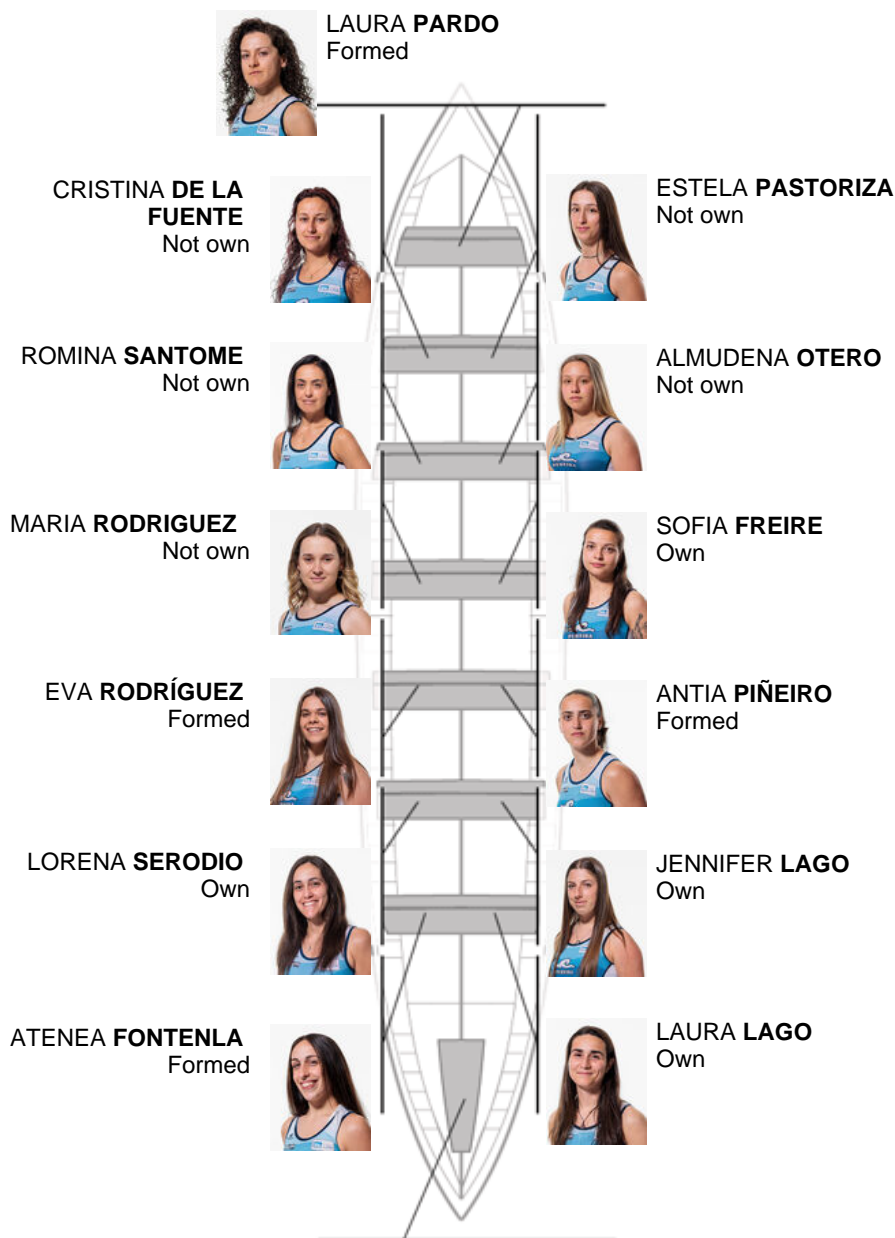 LAURA PARDO
Formed
CRISTINA DE LA
FUENTE
Not own
ESTELA PASTORIZA
Not own
ROMINA SANTOME
Not own
ALMUDENA OTERO
Not own
MARIA RODRIGUEZ
Not own
SOFIA FREIRE
Own
EVA RODRÍGUEZ
Formed
ANTIA PIÑEIRO
Formed
LORENA SERODIO
Own
JENNIFER LAGO
Own
ATENEA FONTENLA
Formed
LAURA LAGO
Own